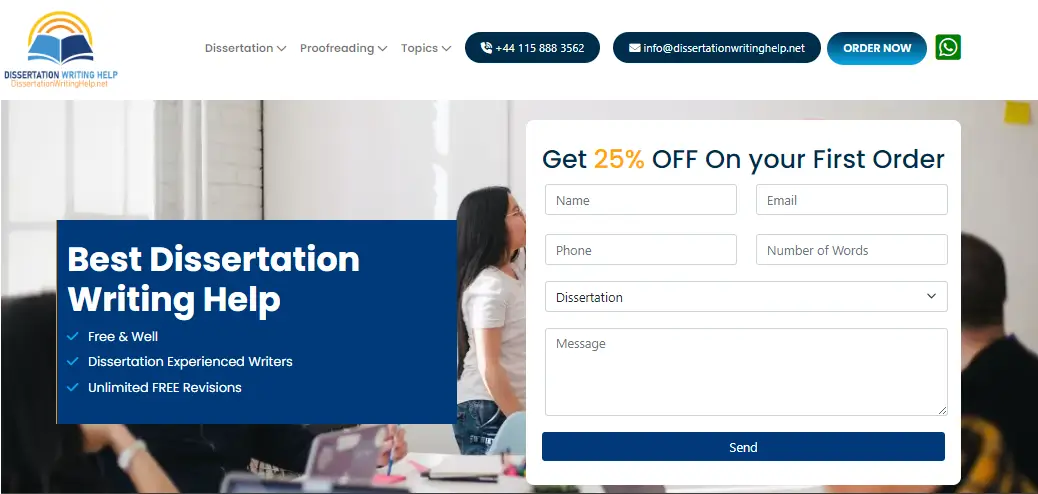 DISSERTATION WRITING HELP
DissertationWritingHelp.net
Dissertation
Proofreading
Topics
+44 115 888 3562
info@dissertationwritinghelp.net
ORDER NOW
Best Dissertation
Writing Help
Free & Well
Dissertation Experienced Writers
Unlimited FREE Revisions
Get 25% OFF On your First Order
Name
Email
Phone
Number of Words
Dissertation
Message
Send